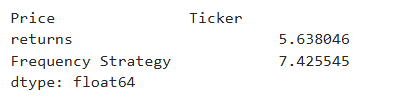 Price Ticker
returns 5.638046
Frequency Strategy 7.425545
dtype: float64